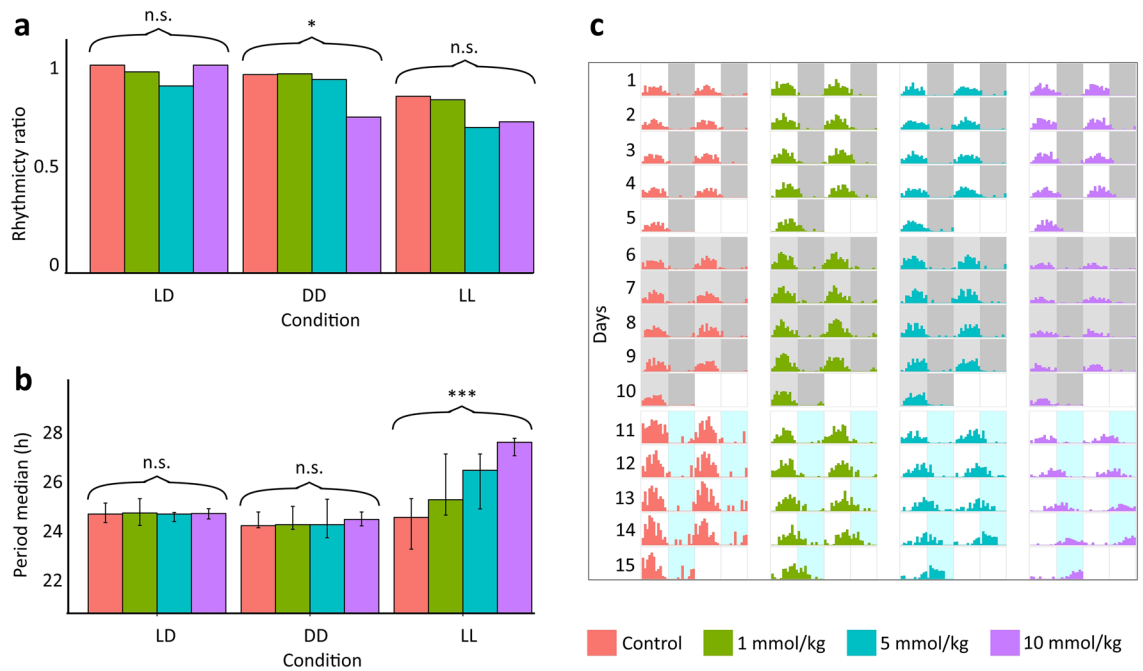 a
n.s.
*
n.s.
1
0.5
0
Rhythmicty ratio
LD
DD
LL
Condition
b
***
n.s.
n.s.
28
26
24
22
Period median (h)
LD
DD
LL
Condition
c
1
2
3
4
5
6
7
8
9
10
11
12
13
14
15
Days
Control
1 mmol/kg
5 mmol/kg
10 mmol/kg